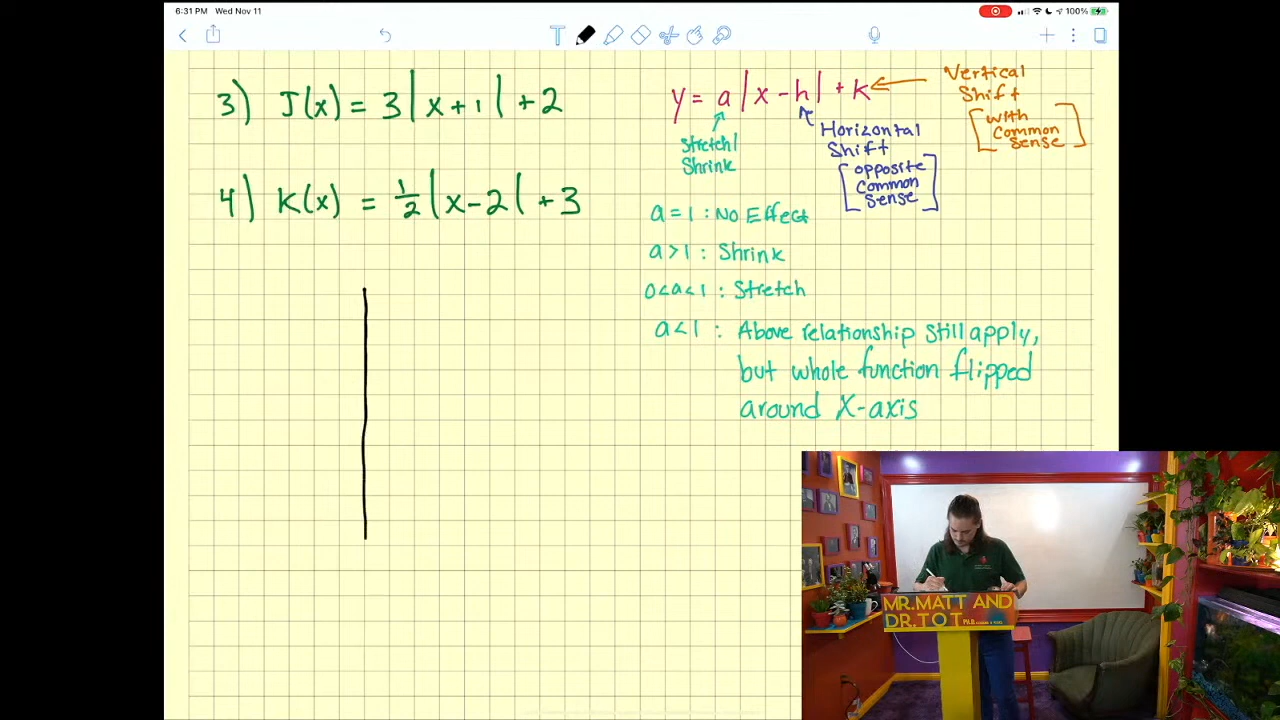 6:31 PM Wed Nov 11
100%
3) J(x) = 3|x+1| +2
4) K(x) = 1/2|x-2| +3
y = a|x-h| + k
Vertical
Shift
[with
Common
Sense]
Stretch/
Shrink
Horizontal
Shift
[opposite
Common
Sense]
a=1 : No Effect
a>1 : Shrink
0<a<1 : Stretch
a<1 : Above relationship still apply,
but whole function flipped
around X-axis
MR.MATT AND
DR.TOT